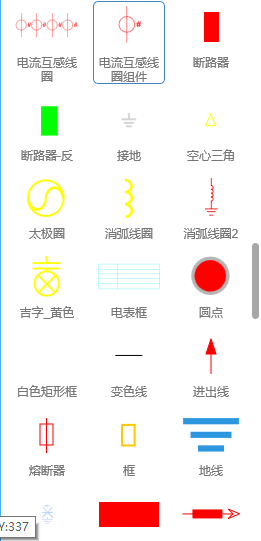 电流互感线
圈
电流互感线
圈组件
断路器
断路器-反
接地
空心三角
太极圈
消弧线圈
消弧线圈2
吉字_黄色
电表框
圆点
白色矩形框
变色线
进出线
熔断器
框
地线
Y:337